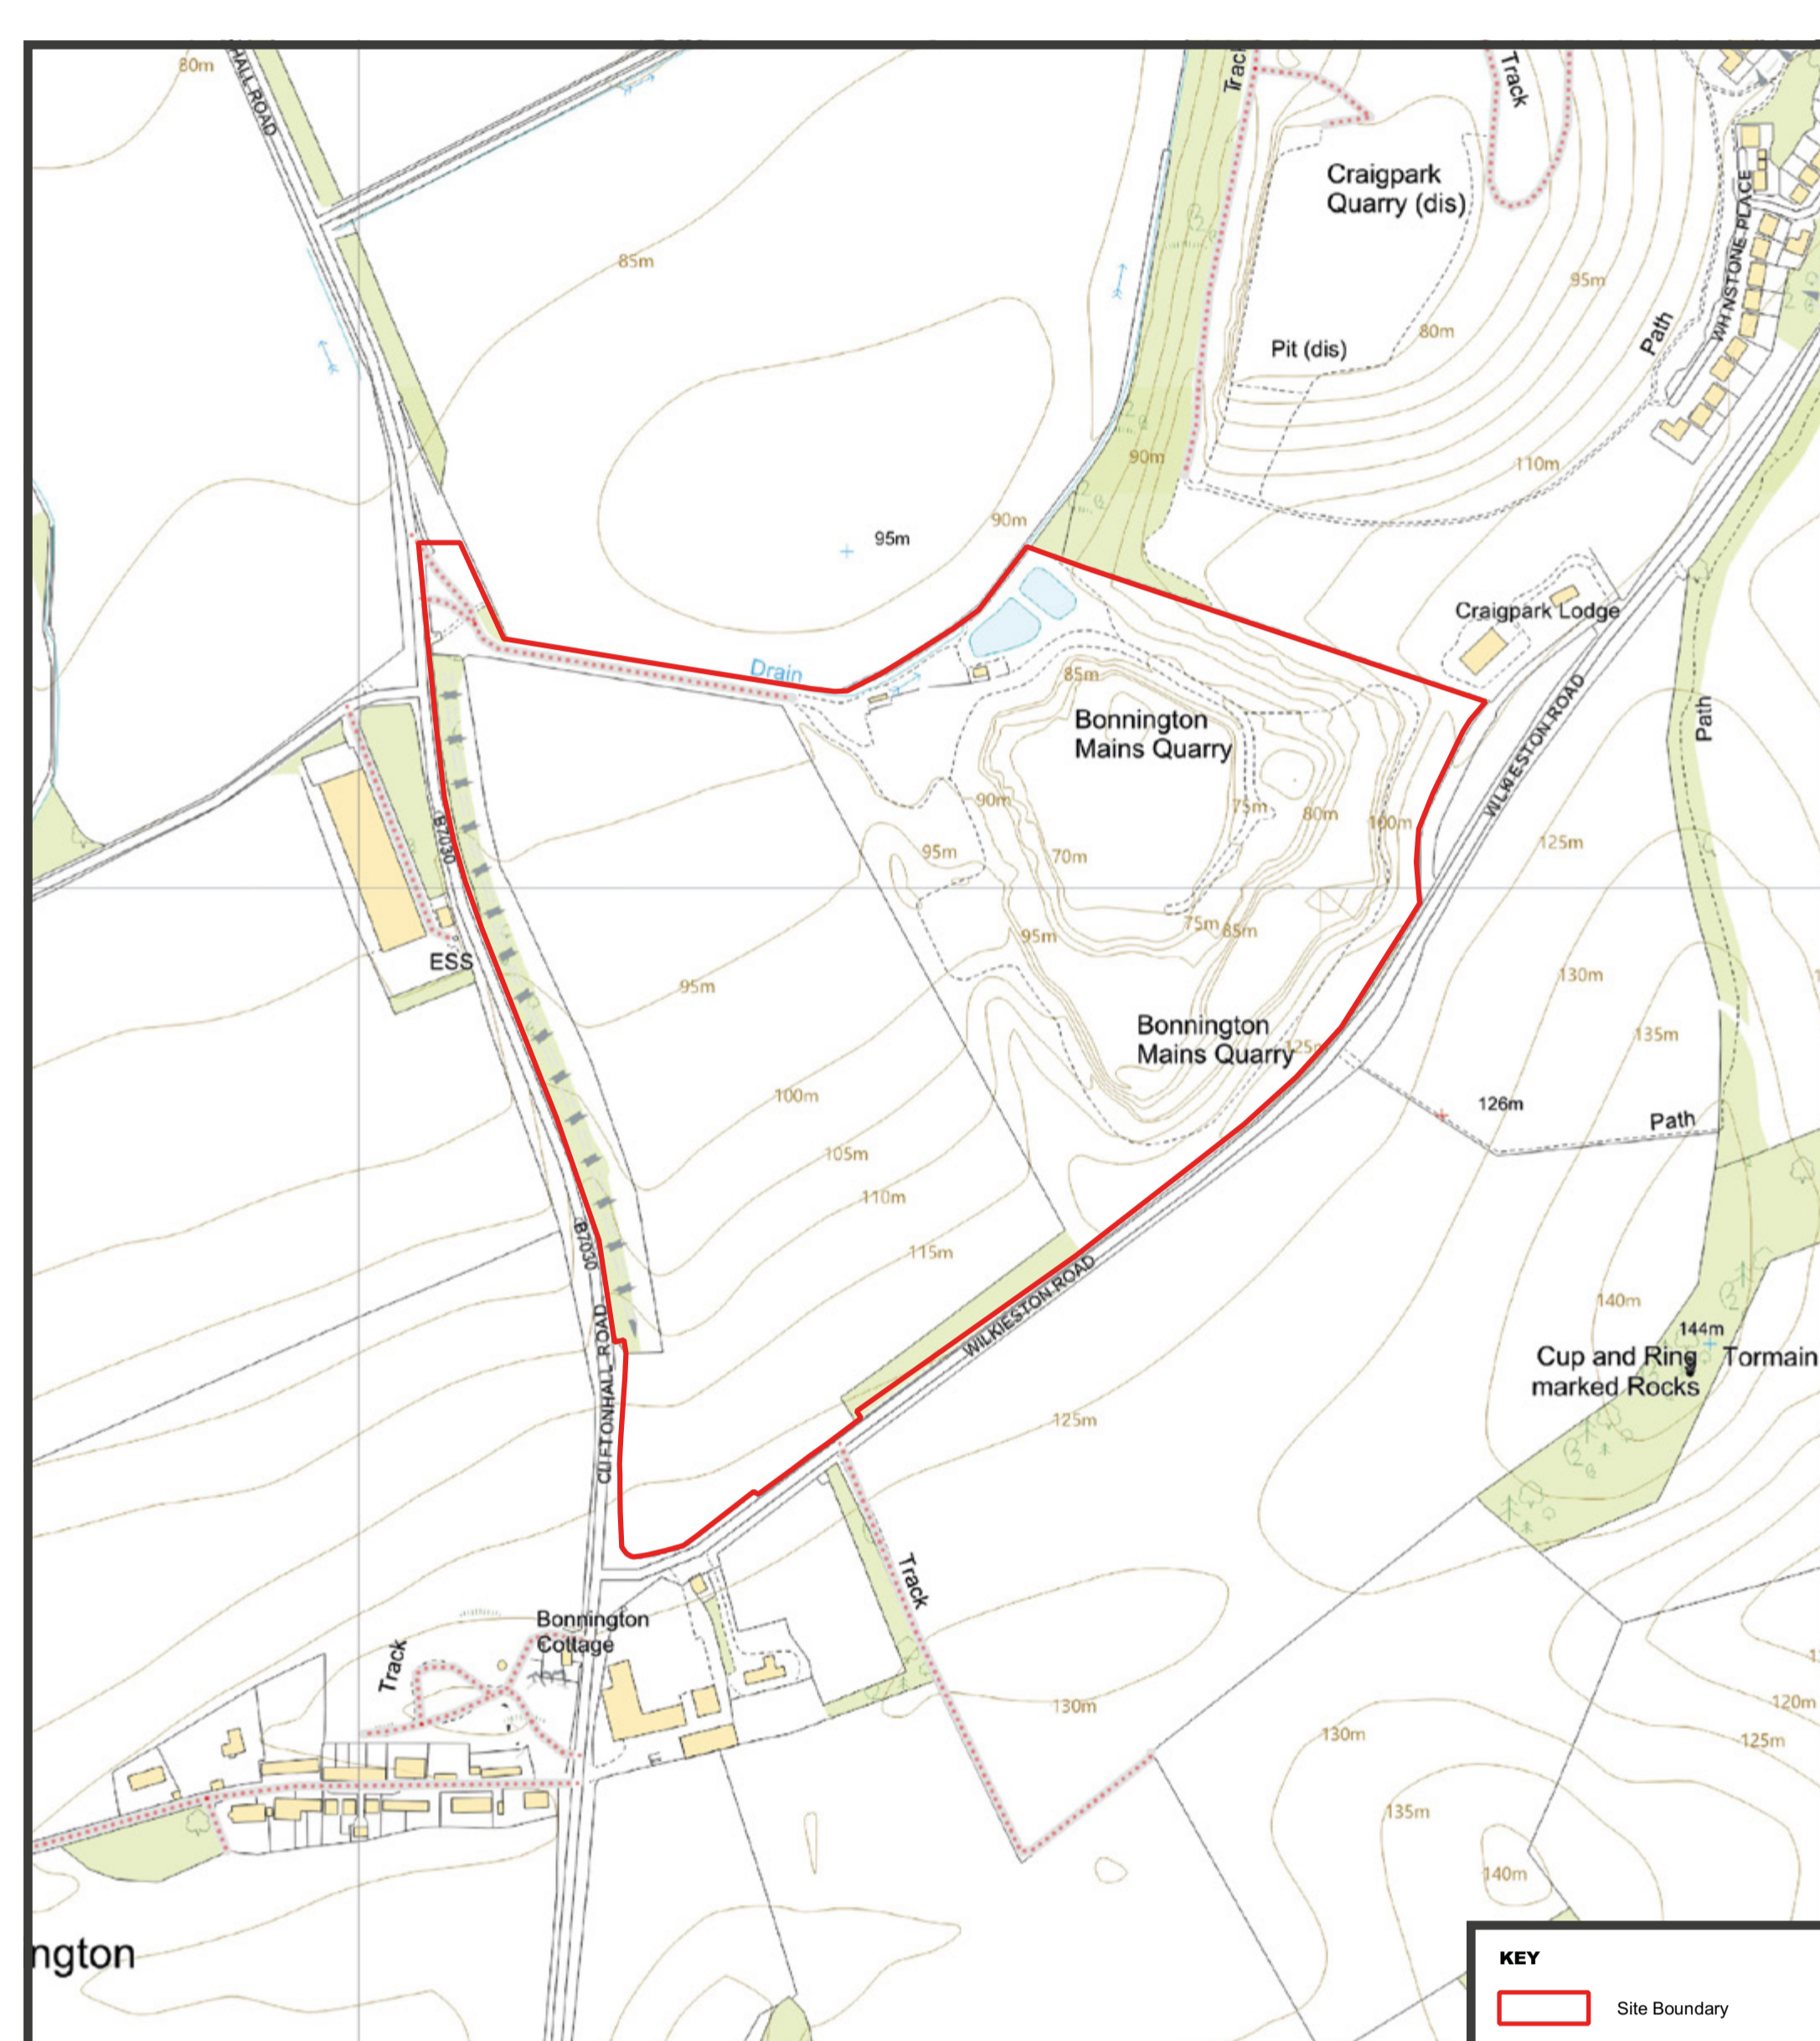 80m
HALL ROAD
Track
Craigpark
Quarry (dis)
WHINSTONE PLACE
85m
95m
80m
Path
Pit (dis)
90m
110m
90m
95m
Craigpark Lodge
Drain
85m
Bonnington
Mains Quarry
WILKIESTON ROAD
Path
90m
75m
80m
100m
B7030
95m
70m
125m
75m
85m
95m
ESS
95m
130m
Bonnington
Mains Quarry
125m
135m
100m
126m
Path
105m
110m
B7030
115m
WILKIESTON ROAD
140m
144m
Cup and Ring
marked Rocks
Tormain
CLIFTONHALL ROAD
125m
Track
Bonnington
Cottage
Track
130m
130m
120m
125m
135m
140m
ngton
KEY
Site Boundary